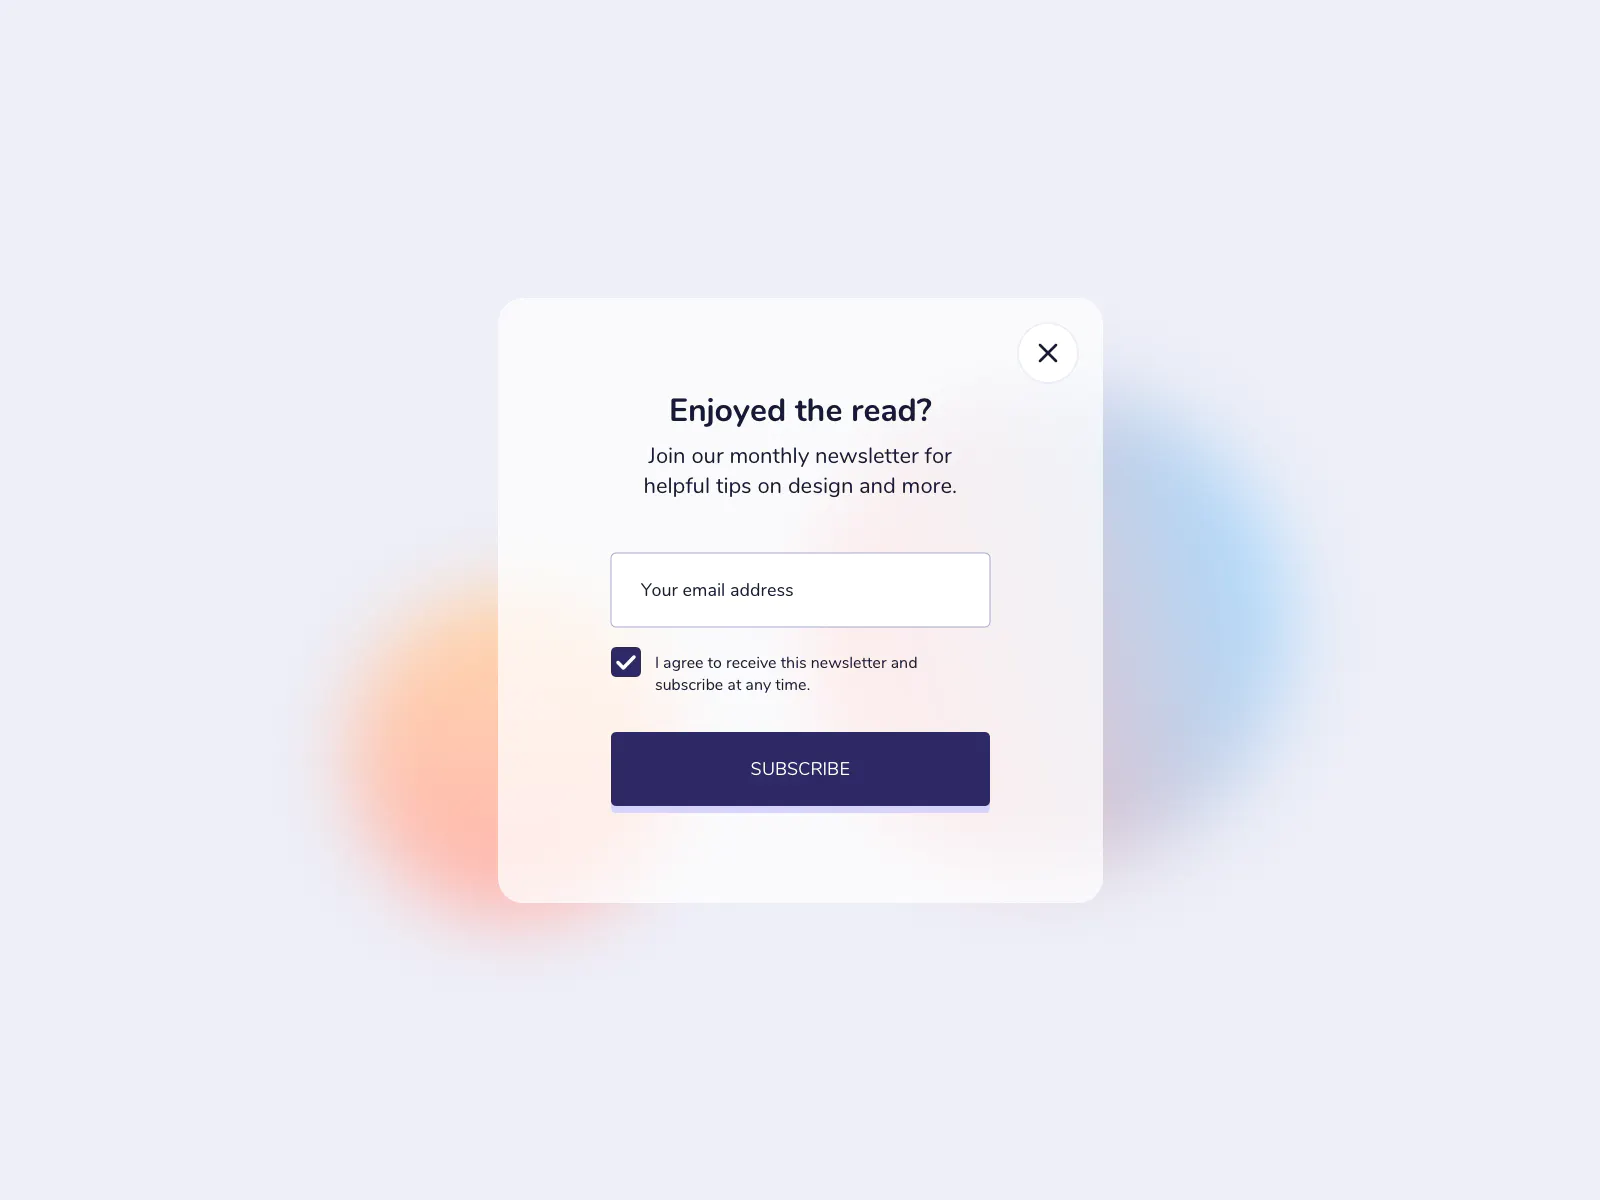 Enjoyed the read?
Join our monthly newsletter for
helpful tips on design and more.
Your email address
I agree to receive this newsletter and
subscribe at any time.
SUBSCRIBE